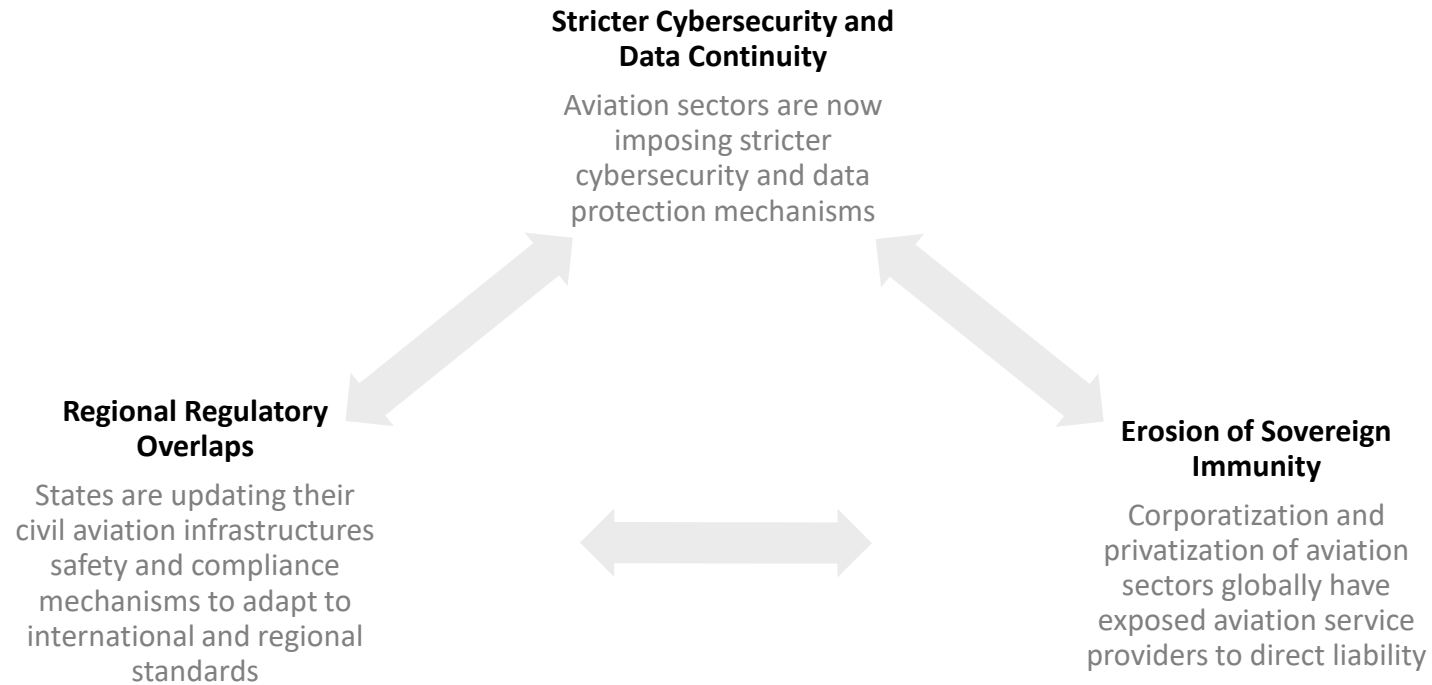 Stricter Cybersecurity and
Data Continuity
Aviation sectors are now
imposing stricter
cybersecurity and data
protection mechanisms
Regional Regulatory
Overlaps
States are updating their
civil aviation infrastructures
safety and compliance
mechanisms to adapt to
international and regional
standards
Erosion of Sovereign
Immunity
Corporatization and
privatization of aviation
sectors globally have
exposed aviation service
providers to direct liability